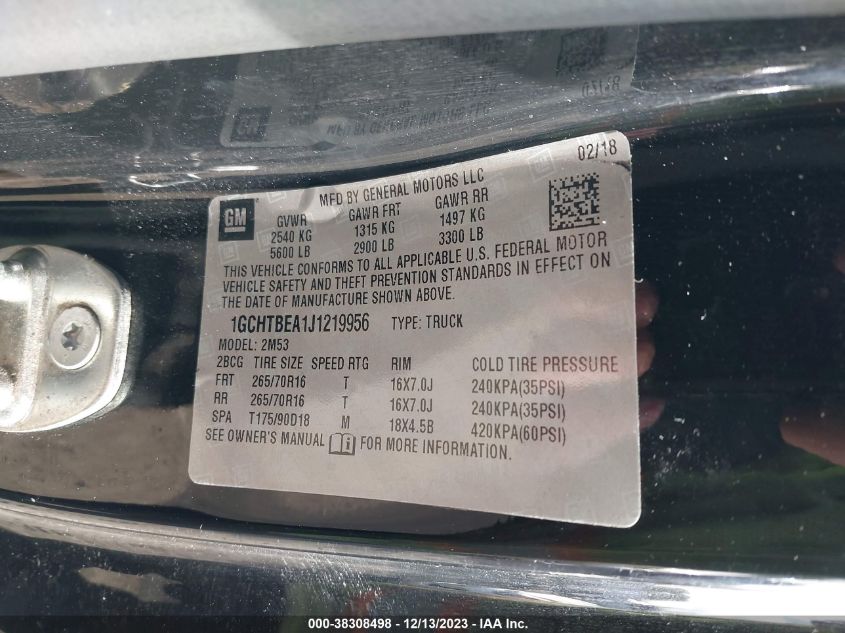 02/18
MFD BY GENERAL MOTORS LLC
GM
GVWR GAWR FRT GAWR RR
2540 KG 1315 KG 1497 KG
5600 LB 2900 LB 3300 LB
THIS VEHICLE CONFORMS TO ALL APPLICABLE U.S. FEDERAL MOTOR
VEHICLE SAFETY AND THEFT PREVENTION STANDARDS IN EFFECT ON
THE DATE OF MANUFACTURE SHOWN ABOVE.
1GCHTBEA1J1219956 TYPE: TRUCK
MODEL: 2M53
2BCG TIRE SIZE SPEED RTG RIM COLD TIRE PRESSURE
FRT 265/70R16 T 16X7.0J 240KPA(35PSI)
RR 265/70R16 T 16X7.0J 240KPA(35PSI)
SPA T175/90D18 M 18X4.5B 420KPA(60PSI)
SEE OWNER'S MANUAL FOR MORE INFORMATION.
000-38308498 - 12/13/2023 - IAA Inc.